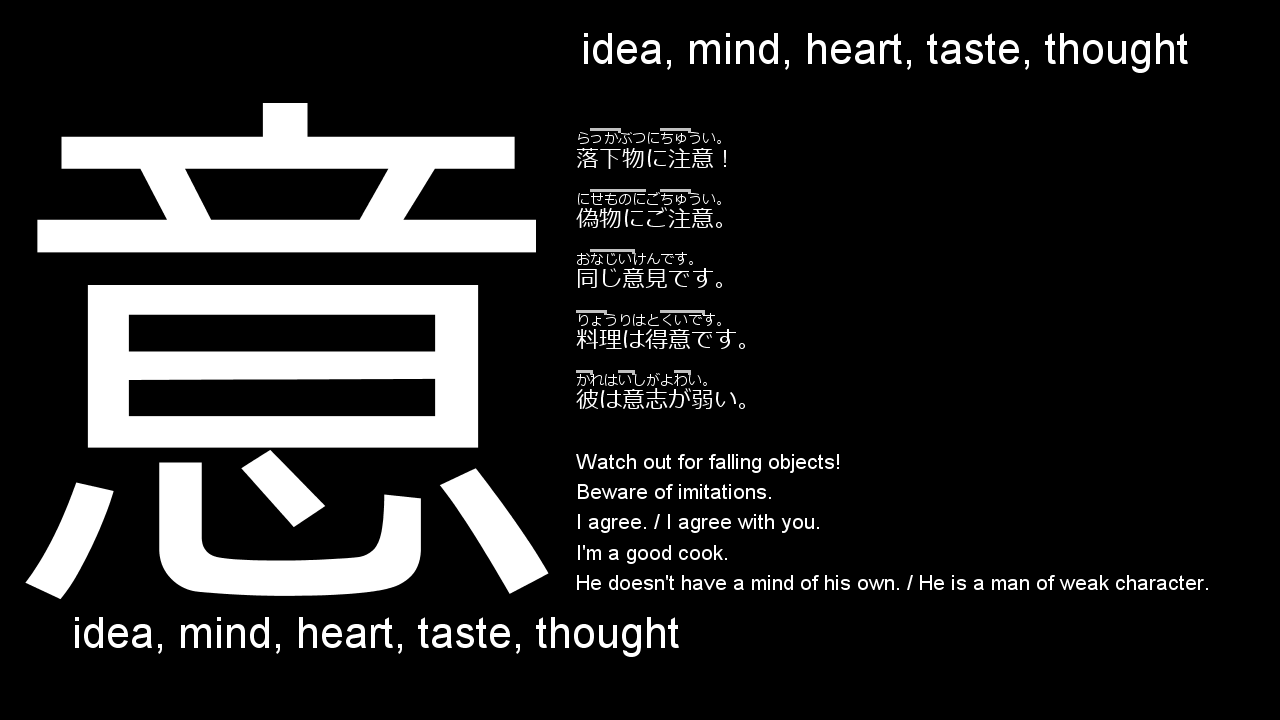 idea, mind, heart, taste, thought
意
らっかぶつにちゅうい。
落下物に注意！
にせものにごちゅうい。
偽物にご注意。
おなじいけんです。
同じ意見です。
りょうりはとくいです。
料理は得意です。
かれはいしがよわい。
彼は意志が弱い。
Watch out for falling objects!
Beware of imitations.
I agree. / I agree with you.
I'm a good cook.
He doesn't have a mind of his own. / He is a man of weak character.
idea, mind, heart, taste, thought